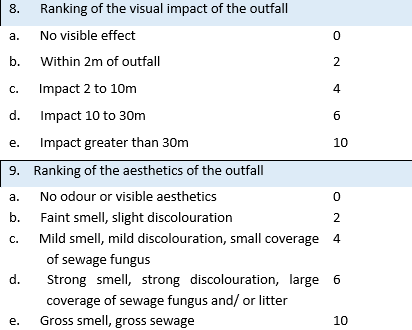 8. Ranking of the visual impact of the outfall
a. No visible effect 0
b. Within 2m of outfall 2
c. Impact 2 to 10m 4
d. Impact 10 to 30m 6
e. Impact greater than 30m 10
9. Ranking of the aesthetics of the outfall
a. No odour or visible aesthetics 0
b. Faint smell, slight discolouration 2
c. Mild smell, mild discolouration, small coverage 4
of sewage fungus
d. Strong smell, strong discolouration, large 6
coverage of sewage fungus and/ or litter
e. Gross smell, gross sewage 10